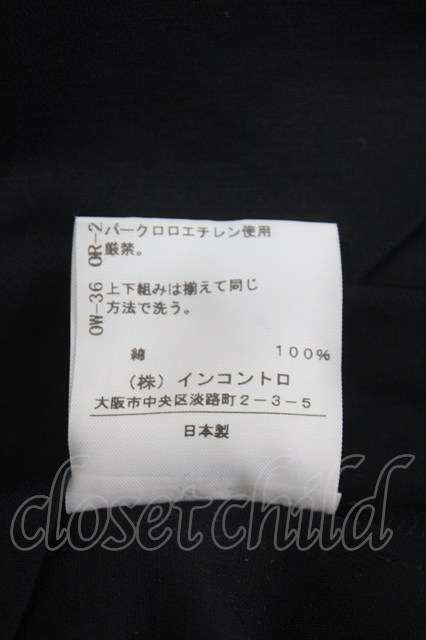 パークロロエチレン使用
厳禁。
上下組みは揃えて同じ
方法で洗う。
綿 100%
(株)インコントロ
大阪市中央区淡路町2-3-5
日本製
OW-36 OR-2
closetchild